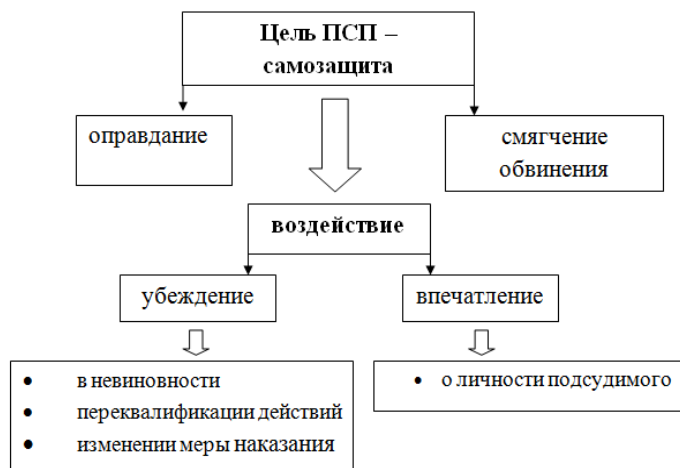 Цель ПСП –
самозащита
оправдание
смягчение
обвинения
воздействие
убеждение
впечатление
• в невиновности
• переквалификации действий
• изменении меры наказания
• о личности подсудимого